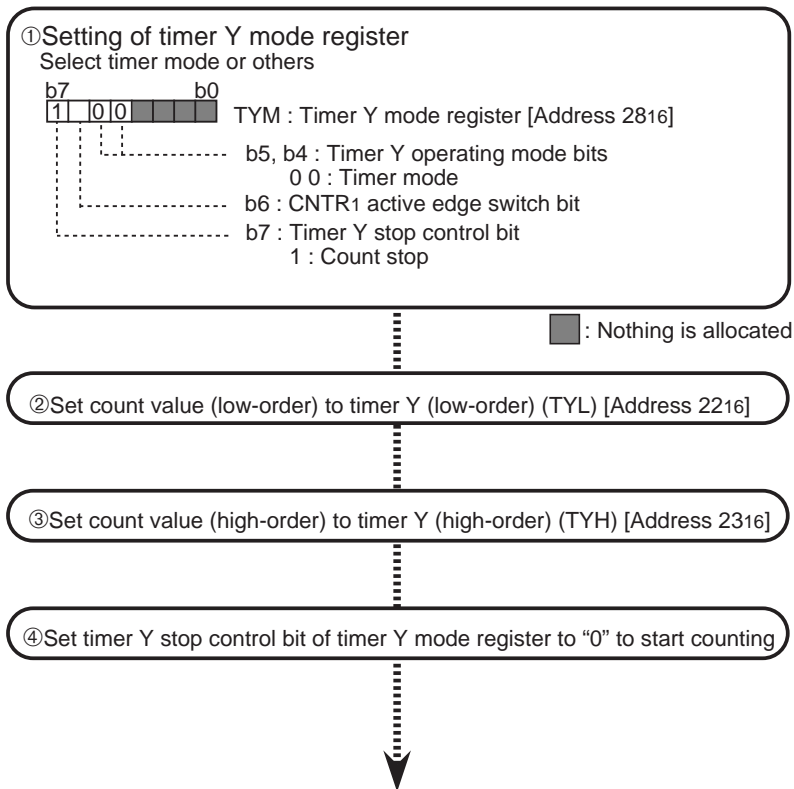 ①Setting of timer Y mode register
Select timer mode or others
b7 b0
1 0 0 TYM : Timer Y mode register [Address 2816]
b5, b4 : Timer Y operating mode bits
0 0 : Timer mode
b6 : CNTR1 active edge switch bit
b7 : Timer Y stop control bit
1 : Count stop
: Nothing is allocated
②Set count value (low-order) to timer Y (low-order) (TYL) [Address 2216]
③Set count value (high-order) to timer Y (high-order) (TYH) [Address 2316]
④Set timer Y stop control bit of timer Y mode register to “0” to start counting